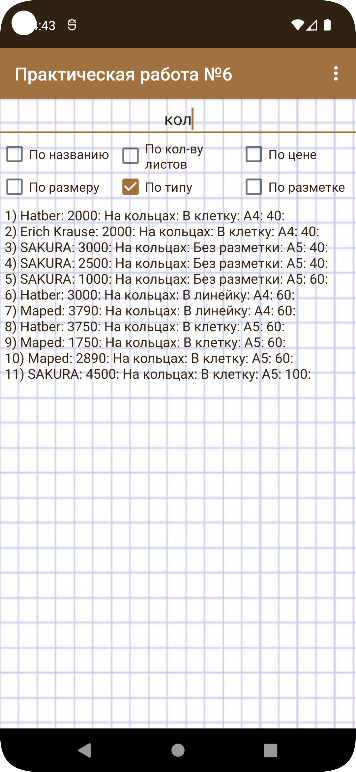 :43
Практическая работа №6
кол
По названию
По кол-ву
листов
По цене
По размеру
По типу
По разметке
1) Hatber: 2000: На кольцах: В клетку: A4: 40:
2) Erich Krause: 2000: На кольцах: В клетку: A4: 40:
3) SAKURA: 3000: На кольцах: Без разметки: A5: 40:
4) SAKURA: 2500: На кольцах: Без разметки: A5: 40:
5) SAKURA: 1000: На кольцах: Без разметки: A5: 60:
6) Hatber: 3000: На кольцах: В линейку: A4: 60:
7) Maped: 3790: На кольцах: В линейку: A4: 60:
8) Hatber: 3750: На кольцах: В клетку: A5: 60:
9) Maped: 1750: На кольцах: В клетку: A5: 60:
10) Maped: 2890: На кольцах: В клетку: A5: 60:
11) SAKURA: 4500: На кольцах: В клетку: A5: 100: